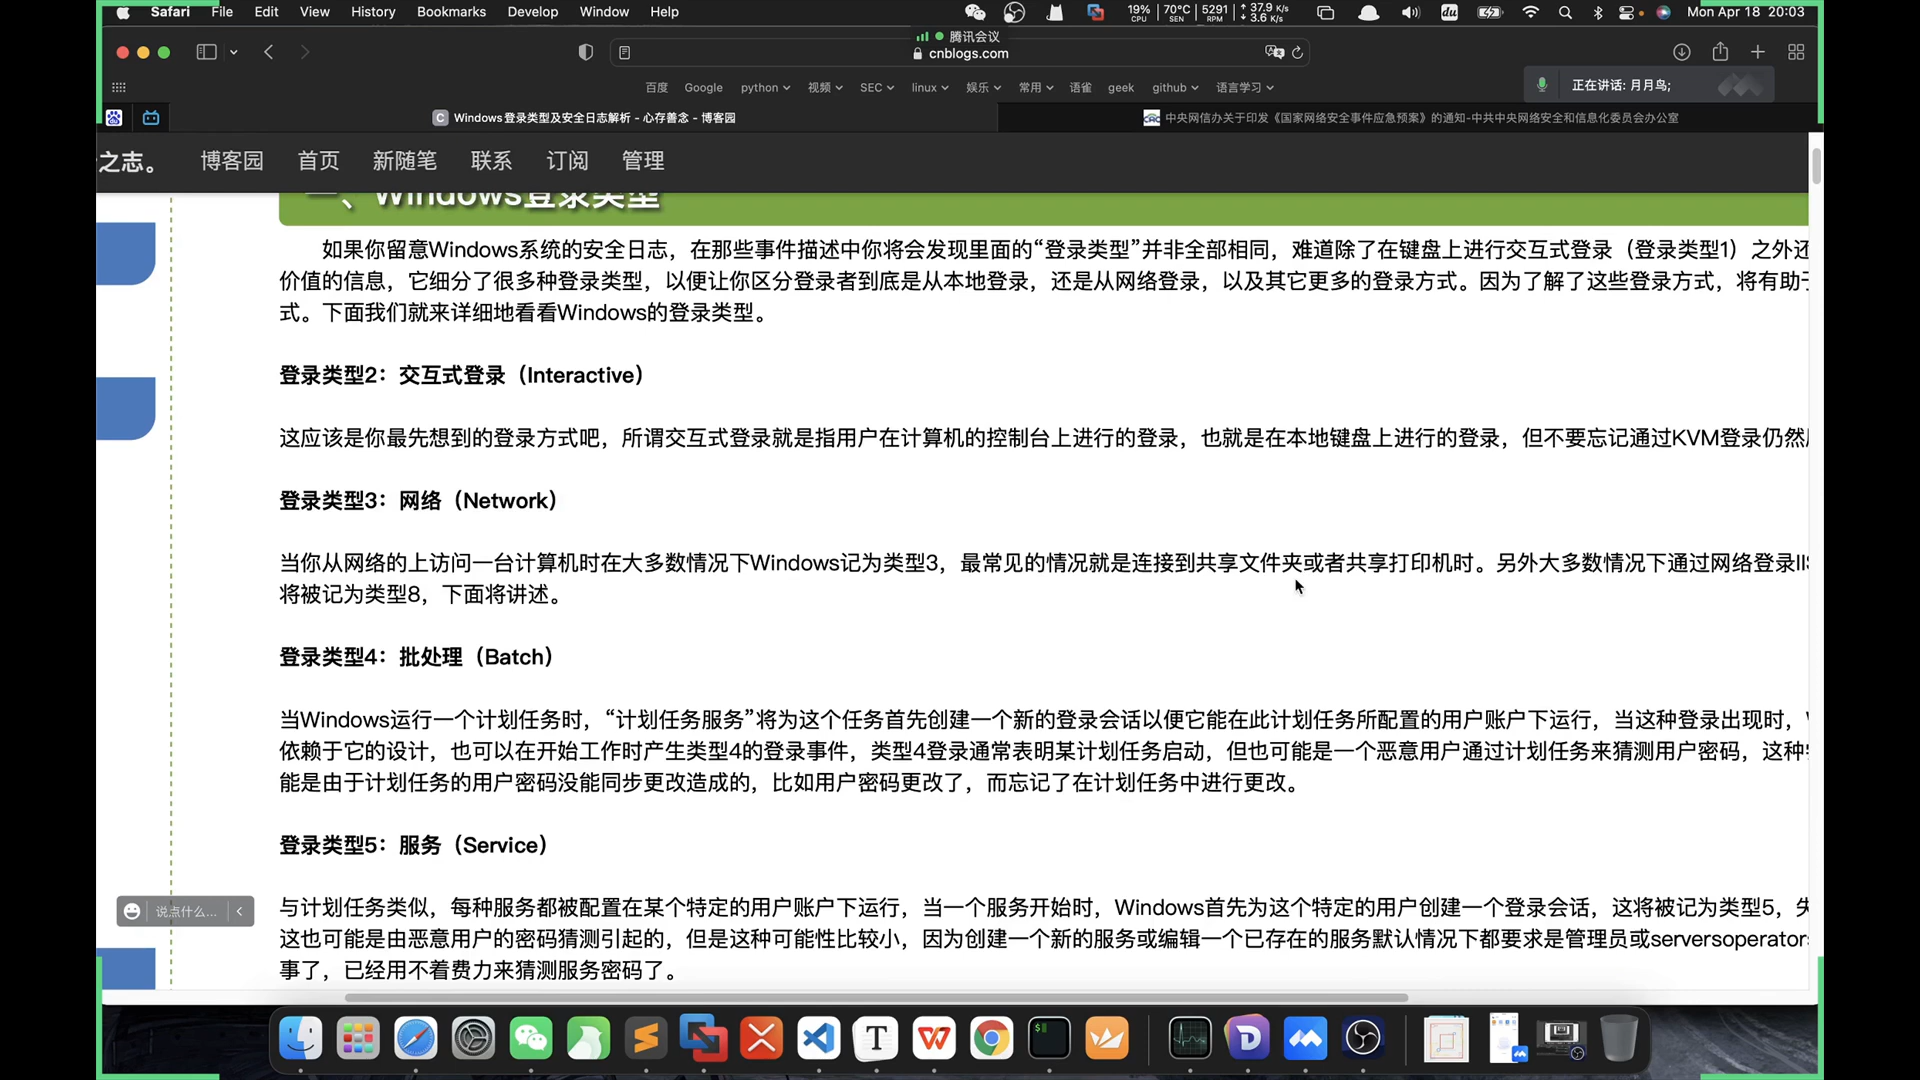 Safari File Edit View History Bookmarks Develop Window Help
19% CPU 70°C SEN 5291 RPM 37.9 K/s 3.6 K/s
du
Mon Apr 18 20:03
腾讯会议
cnblogs.com
百度 Google python 视频 SEC linux 娱乐 常用 语雀 geek github 语言学习
正在讲话: 月月鸟;
C Windows登录类型及安全日志解析 - 心存善念 - 博客园
中央网信办关于印发《国家网络安全事件应急预案》的通知-中共中央网络安全和信息化委员会办公室
之志。 博客园 首页 新随笔 联系 订阅 管理
一、Windows登录类型
如果你留意Windows系统的安全日志，在那些事件描述中你将会发现里面的“登录类型”并非全部相同，难道除了在键盘上进行交互式登录（登录类型1）之外还
价值的信息，它细分了很多种登录类型，以便让你区分登录者到底是从本地登录，还是从网络登录，以及其它更多的登录方式。因为了解了这些登录方式，将有助于
式。下面我们就来详细地看看Windows的登录类型。
登录类型2：交互式登录（Interactive）
这应该是你最先想到的登录方式吧，所谓交互式登录就是指用户在计算机的控制台上进行的登录，也就是在本地键盘上进行的登录，但不要忘记通过KVM登录仍然
登录类型3：网络（Network）
当你从网络的上访问一台计算机时在大多数情况下Windows记为类型3，最常见的情况就是连接到共享文件夹或者共享打印机时。另外大多数情况下通过网络登录IIS
将被记为类型8，下面将讲述。
登录类型4：批处理（Batch）
当Windows运行一个计划任务时，“计划任务服务”将为这个任务首先创建一个新的登录会话以便它能在此计划任务所配置的用户账户下运行，当这种登录出现时，
依赖于它的设计，也可以在开始工作时产生类型4的登录事件，类型4登录通常表明某计划任务启动，但也可能是一个恶意用户通过计划任务来猜测用户密码，这种
能是由于计划任务的用户密码没能同步更改造成的，比如用户密码更改了，而忘记了在计划任务中进行更改。
登录类型5：服务（Service）
与计划任务类似，每种服务都被配置在某个特定的用户账户下运行，当一个服务开始时，Windows首先为这个特定的用户创建一个登录会话，这将被记为类型5，失
这也可能是由恶意用户的密码猜测引起的，但是这种可能性比较小，因为创建一个新的服务或编辑一个已存在的服务默认情况下都要求是管理员或serversoperators
事了，已经用不着费力来猜测服务密码了。
说点什么...